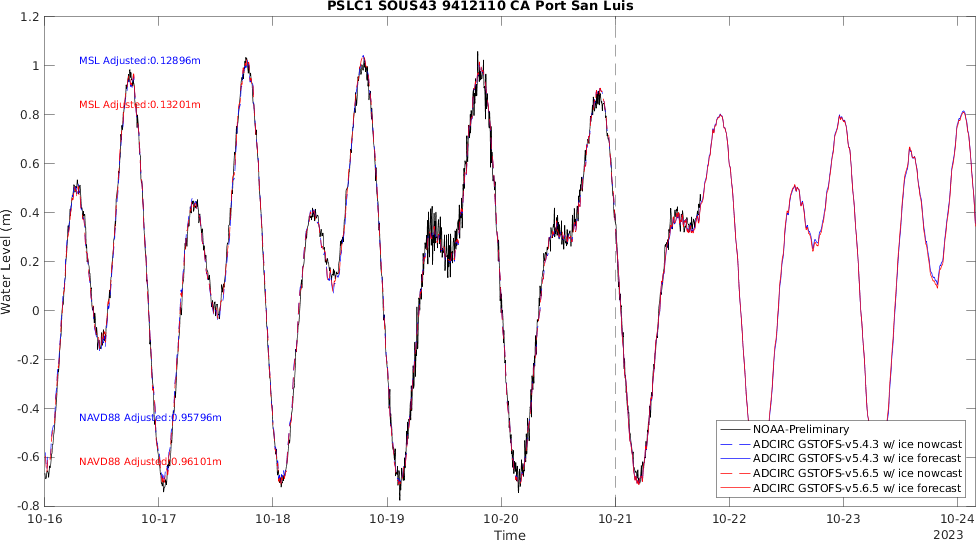 PSLC1 SOUS43 9412110 CA Port San Luis
1.2
1
0.8
0.6
0.4
0.2
0
-0.2
-0.4
-0.6
-0.8
Water Level (m)
MSL Adjusted:0.12896m
MSL Adjusted:0.13201m
NAVD88 Adjusted:0.95796m
NAVD88 Adjusted:0.96101m
NOAA-Preliminary
ADCIRC GSTOFS-v5.4.3 w/ ice nowcast
ADCIRC GSTOFS-v5.4.3 w/ ice forecast
ADCIRC GSTOFS-v5.6.5 w/ ice nowcast
ADCIRC GSTOFS-v5.6.5 w/ ice forecast
10-16 10-17 10-18 10-19 10-20 10-21 10-22 10-23 10-24
Time
2023